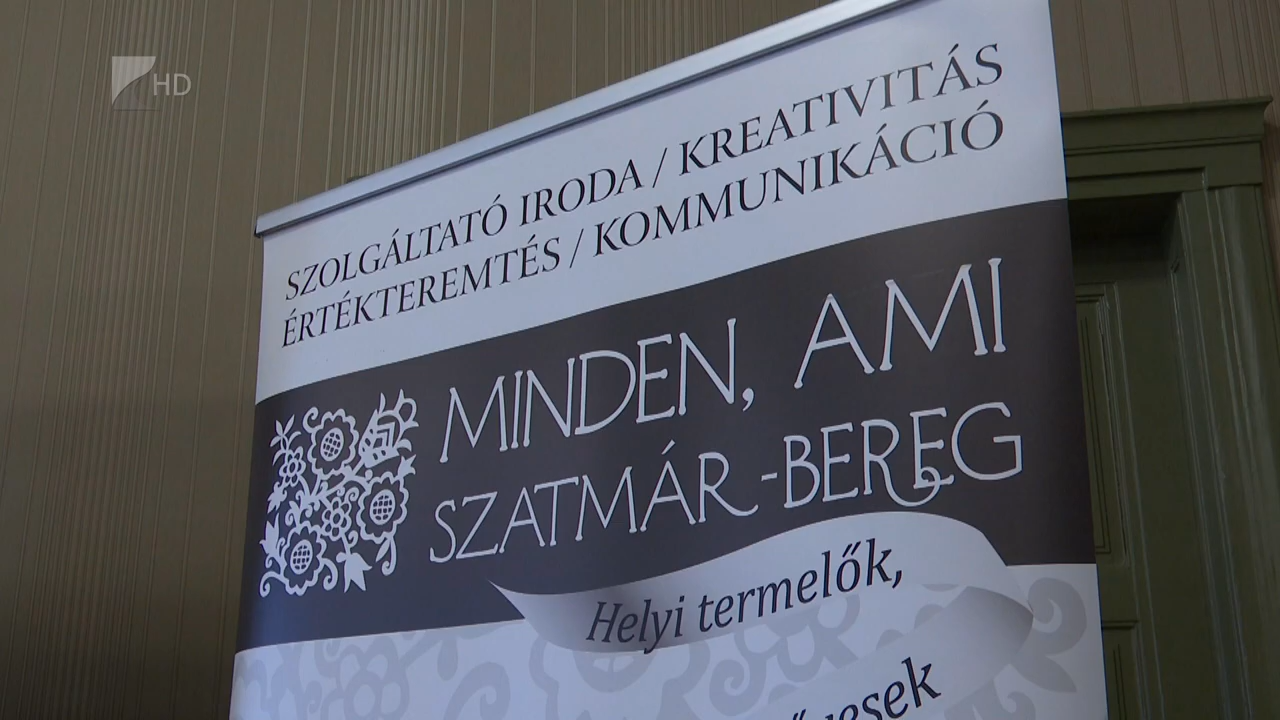 HD
SZOLGÁLTATÓ IRODA / KREATIVITÁS
ÉRTÉKTEREMTÉS / KOMMUNIKÁCIÓ
MINDEN, AMI
SZATMÁR-BEREG
Helyi termelők,